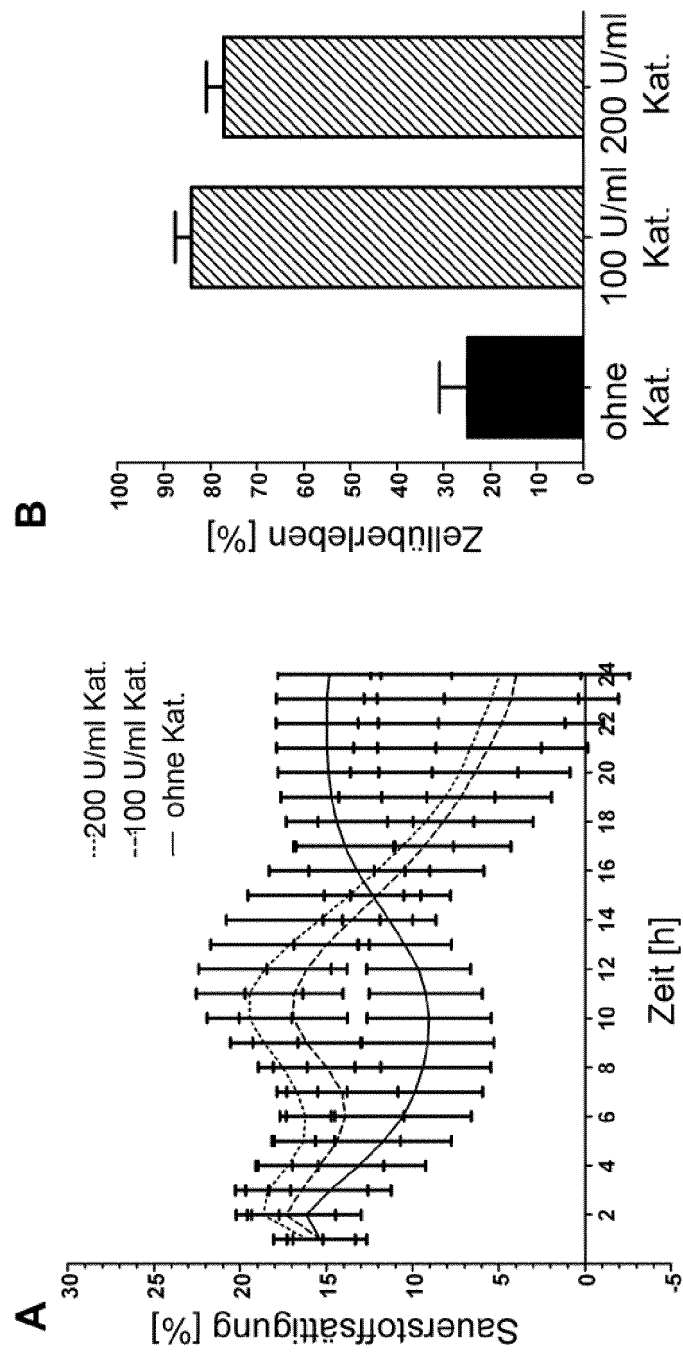 A
---200 U/ml Kat.
--100 U/ml Kat.
— ohne Kat.
Sauerstoffsättigung [%]
30
25
20
15
10
5
0
-5
2
4
6
8
10
12
14
16
18
20
22
24
Zeit [h]
B
Zellüberleben [%]
100
90
80
70
60
50
40
30
20
10
0
ohne Kat.
100 U/ml Kat.
200 U/ml Kat.